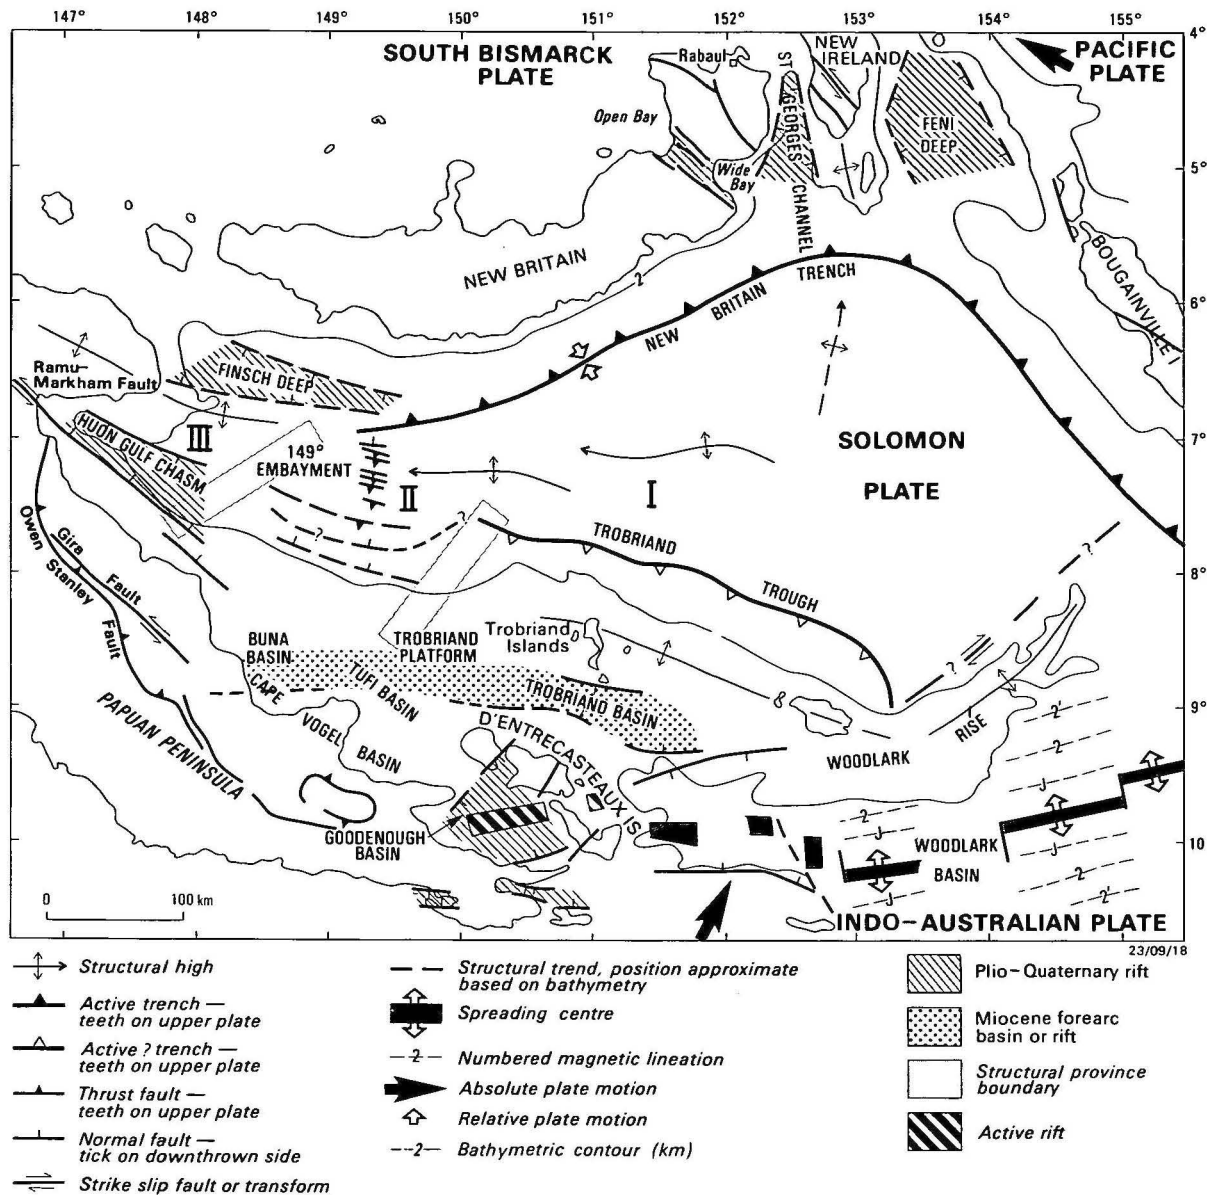 147° 148° 149° 150° 151° 152° 153° 154° 155°
4°
SOUTH BISMARCK
PLATE
Rabaul
ST GEORGES CHANNEL
NEW
IRELAND
PACIFIC
PLATE
Open Bay
FENI
DEEP
Wide
Bay
5°
NEW BRITAIN
2
BOUGAINVILLE
NEW BRITAIN TRENCH
6°
Ramu-
Markham Fault
FINSCH DEEP
HUON GULF CHASM
III
149°
EMBAYMENT
II
I
SOLOMON
PLATE
7°
?
?
?
Owen Stanley Fault
Gira Fault
TROBRIAND TROUGH
8°
BUNA
BASIN
TROBRIAND
PLATFORM
Trobriand
Islands
?
CAPE VOGEL BASIN
TUFI BASIN
TROBRIAND BASIN
PAPUAN PENINSULA
D'ENTRECASTEAUX IS
WOODLARK RISE
9°
2'
2
J
GOODENOUGH
BASIN
J
WOODLARK
BASIN
J
2
10
J
2
2'
0 100 km
INDO-AUSTRALIAN PLATE
23/09/18
Structural high
Active trench —
teeth on upper plate
Active ? trench —
teeth on upper plate
Thrust fault —
teeth on upper plate
Normal fault —
tick on downthrown side
Strike slip fault or transform
Structural trend, position approximate
based on bathymetry
Spreading centre
2 Numbered magnetic lineation
Absolute plate motion
Relative plate motion
2 Bathymetric contour (km)
Plio-Quaternary rift
Miocene forearc
basin or rift
Structural province
boundary
Active rift